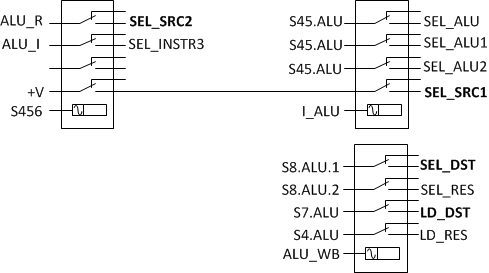 ALU_R SEL_SRC2
ALU_I SEL_INSTR3
+V
S456
S45.ALU SEL_ALU
S45.ALU SEL_ALU1
S45.ALU SEL_ALU2
SEL_SRC1
I_ALU
S8.ALU.1 SEL_DST
S8.ALU.2 SEL_RES
S7.ALU LD_DST
S4.ALU LD_RES
ALU_WB